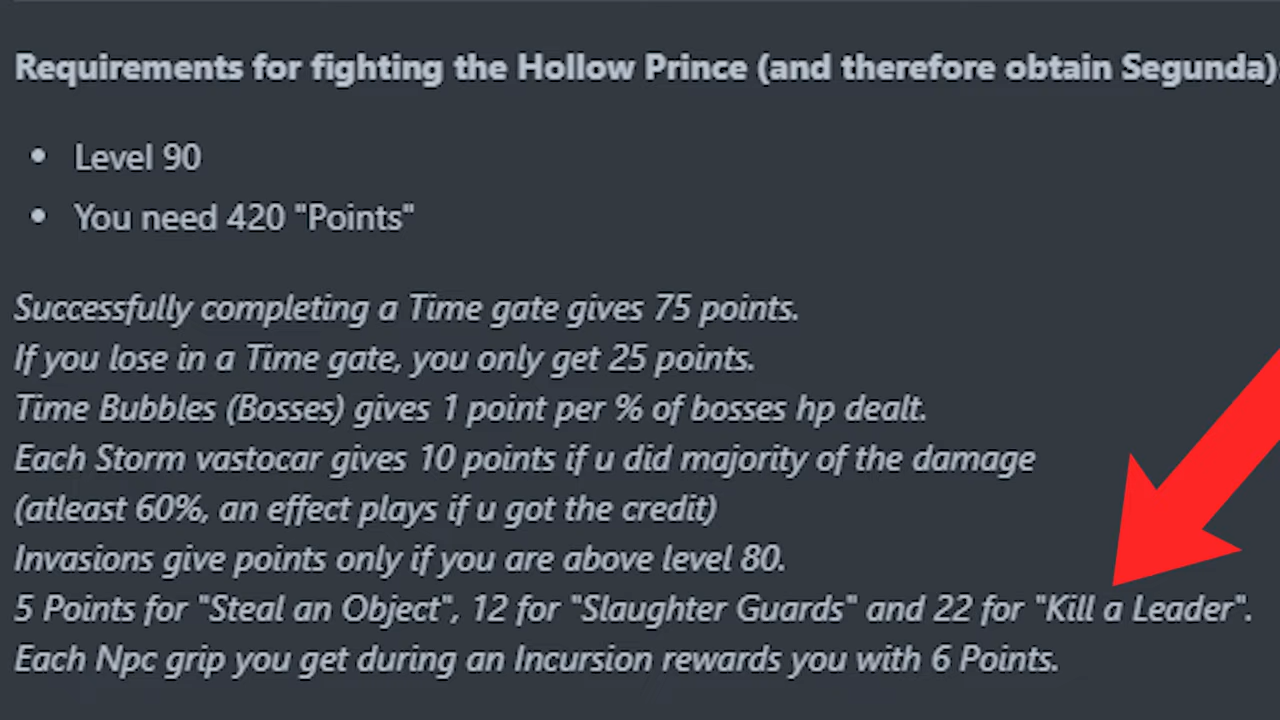 Requirements for fighting the Hollow Prince (and therefore obtain Segunda):
• Level 90
• You need 420 "Points"
Successfully completing a Time gate gives 75 points.
If you lose in a Time gate, you only get 25 points.
Time Bubbles (Bosses) gives 1 point per % of bosses hp dealt.
Each Storm vastocar gives 10 points if u did majority of the damage
(atleast 60%, an effect plays if u got the credit)
Invasions give points only if you are above level 80.
5 Points for "Steal an Object", 12 for "Slaughter Guards" and 22 for "Kill a Leader".
Each Npc grip you get during an Incursion rewards you with 6 Points.